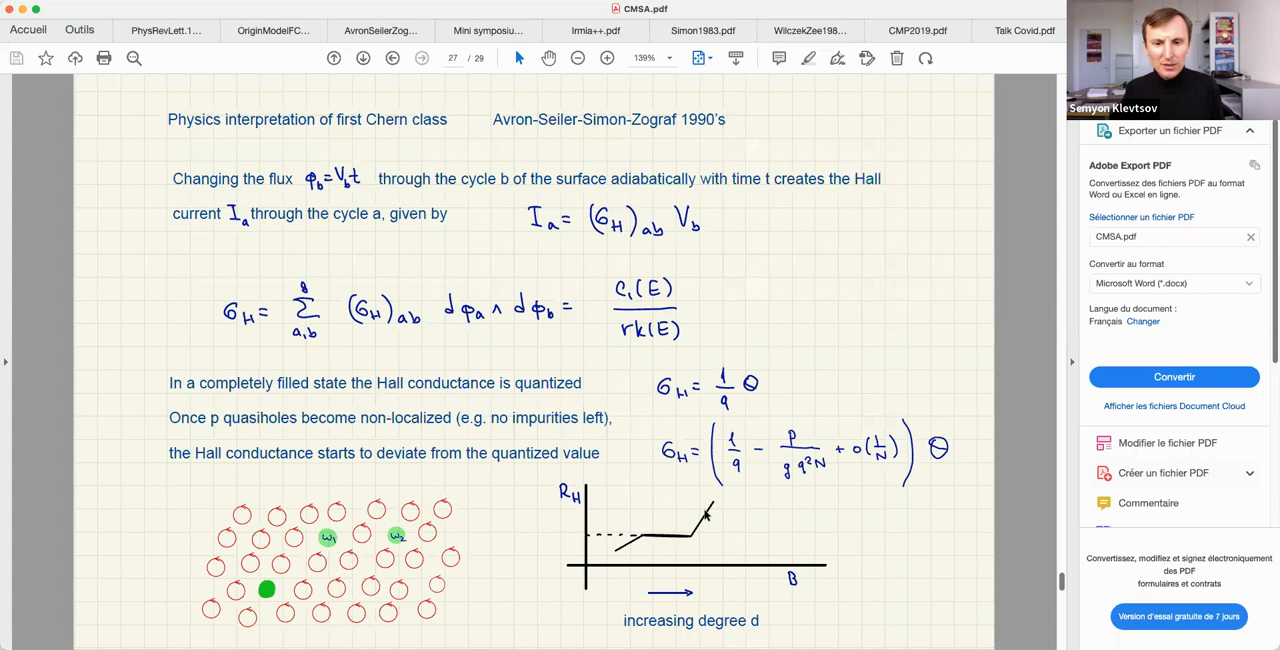 CMSA.pdf
Accueil Outils PhysRevLett.1... OriginModelFC... AvronSeilerZog... Mini symposiu... Irmia++.pdf Simon1983.pdf WilczekZee198... CMP2019.pdf Talk Covid.pdf
27 / 29 139%
Semyon Klevtsov
Physics interpretation of first Chern class Avron-Seiler-Simon-Zograf 1990's
Changing the flux φ_b = V_b t through the cycle b of the surface adiabatically with time t creates the Hall
current I_a through the cycle a, given by I_a = (σ_H)_ab V_b
σ_H = Σ_{a,b}^{g} (σ_H)_ab dφ_a ∧ dφ_b = c_1(E) / rk(E)
In a completely filled state the Hall conductance is quantized σ_H = 1/q Θ
Once p quasiholes become non-localized (e.g. no impurities left),
the Hall conductance starts to deviate from the quantized value σ_H = (1/q - p/(g q²N) + o(1/N)) Θ
R_H
w₁ w₂
B
increasing degree d
Exporter un fichier PDF
Adobe Export PDF
Convertissez des fichiers PDF au format
Word ou Excel en ligne.
Sélectionner un fichier PDF
CMSA.pdf
Convertir au format
Microsoft Word (*.docx)
Langue du document :
Français Changer
Convertir
Afficher les fichiers Document Cloud
Modifier le fichier PDF
Créer un fichier PDF
Commentaire
Convertissez, modifiez et signez électroniquement
des PDF
formulaires et contrats
Version d'essai gratuite de 7 jours